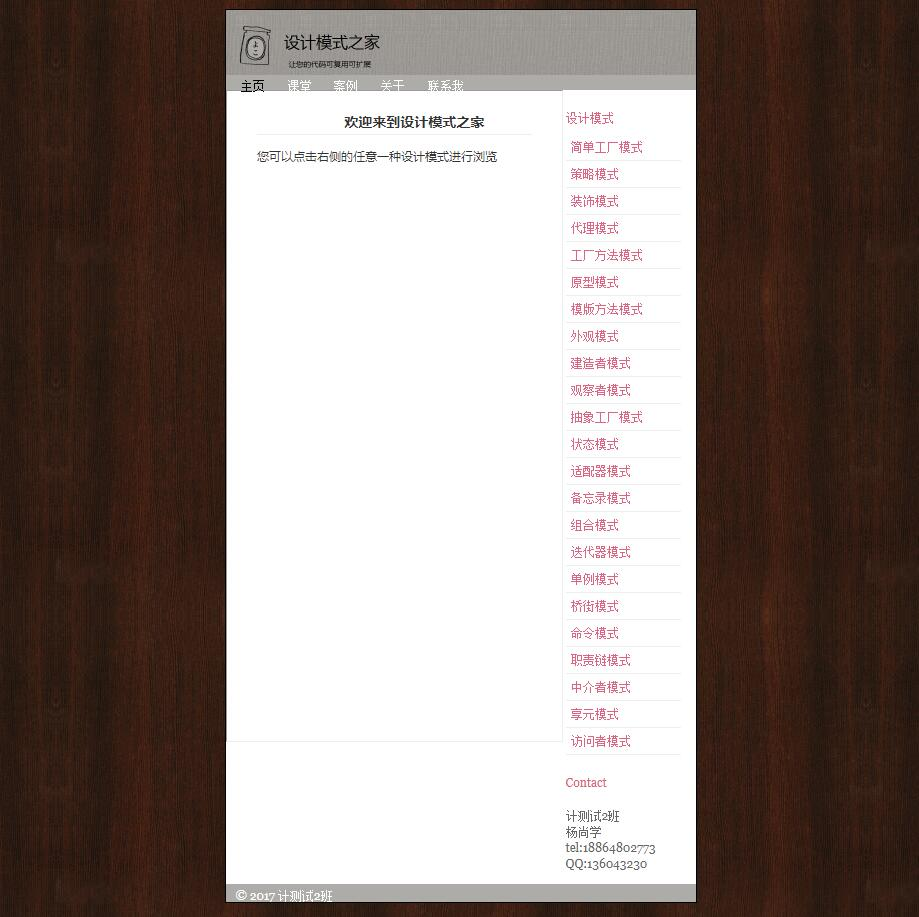 设计模式之家
让您的代码可复用可扩展
主页 课堂 案例 关于 联系我
欢迎来到设计模式之家
您可以点击右侧的任意一种设计模式进行浏览
设计模式
简单工厂模式
策略模式
装饰模式
代理模式
工厂方法模式
原型模式
模版方法模式
外观模式
建造者模式
观察者模式
抽象工厂模式
状态模式
适配器模式
备忘录模式
组合模式
迭代器模式
单例模式
桥街模式
命令模式
职责链模式
中介者模式
享元模式
访问者模式
Contact
计测试2班
杨尚学
tel:18864802773
QQ:136043230
© 2017 计测试2班